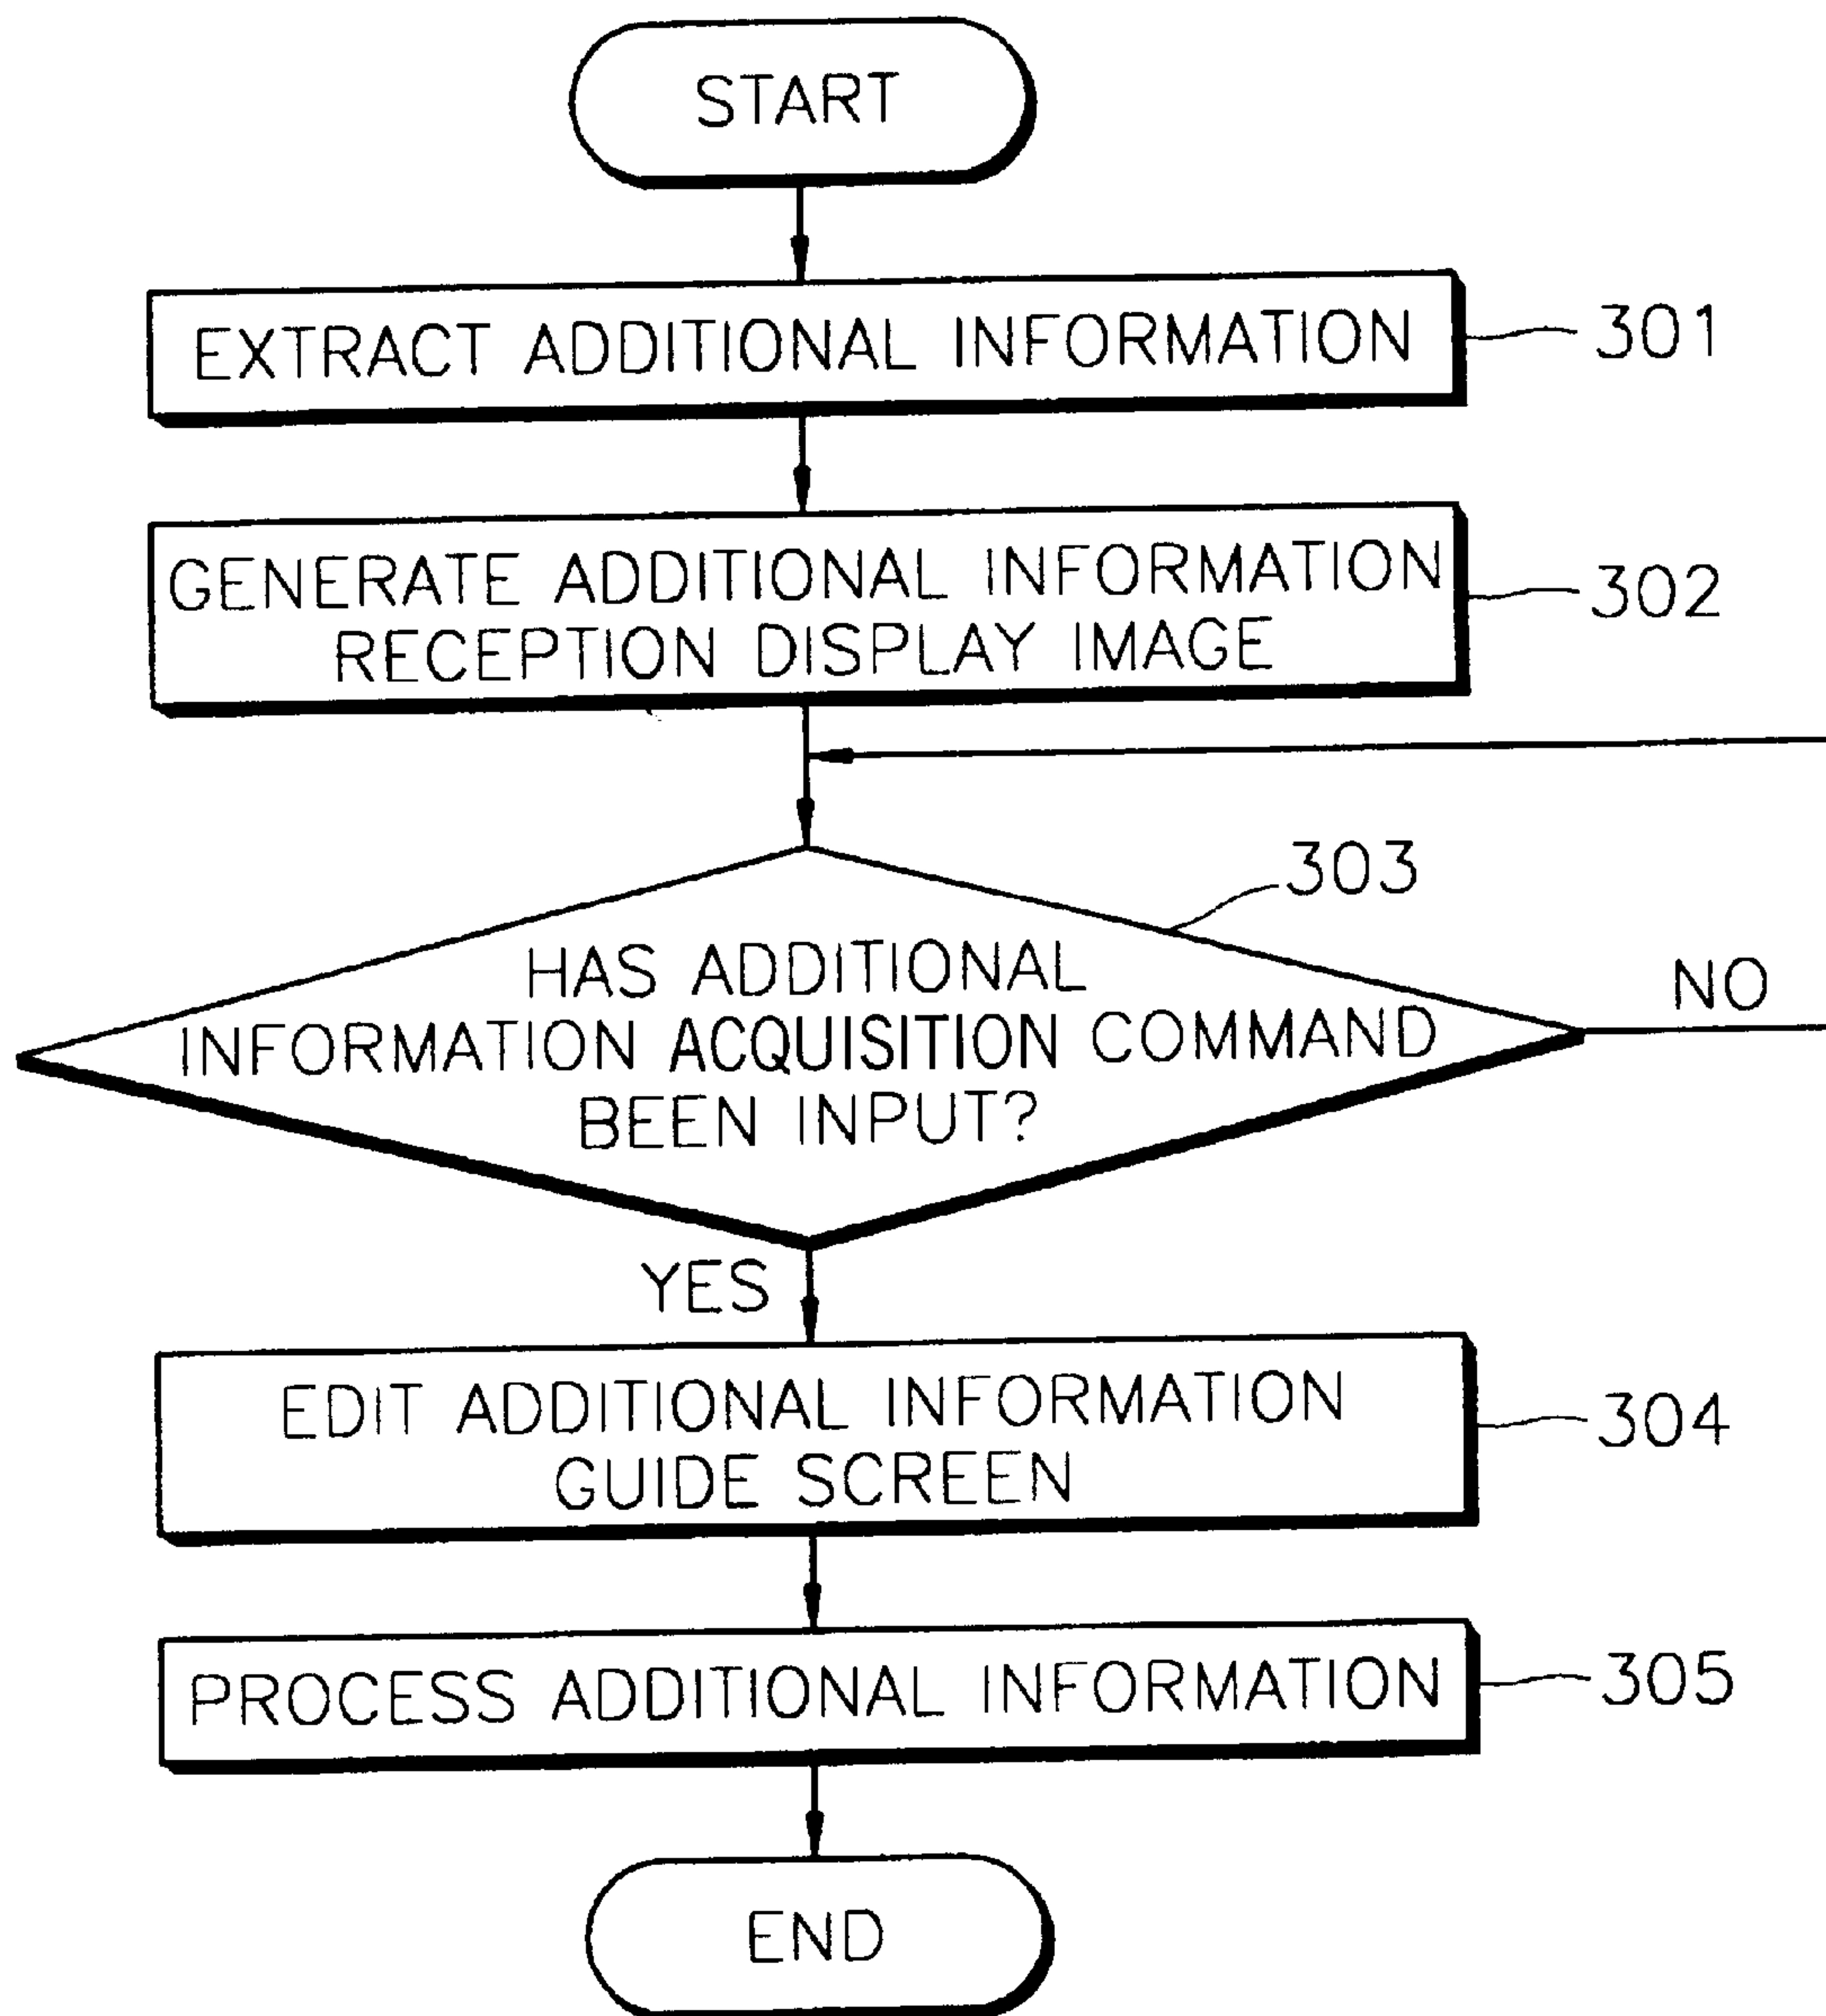 START
EXTRACT ADDITIONAL INFORMATION
301
GENERATE ADDITIONAL INFORMATION
RECEPTION DISPLAY IMAGE
302
303
HAS ADDITIONAL
INFORMATION ACQUISITION COMMAND
BEEN INPUT?
NO
YES
EDIT ADDITIONAL INFORMATION
GUIDE SCREEN
304
PROCESS ADDITIONAL INFORMATION
305
END